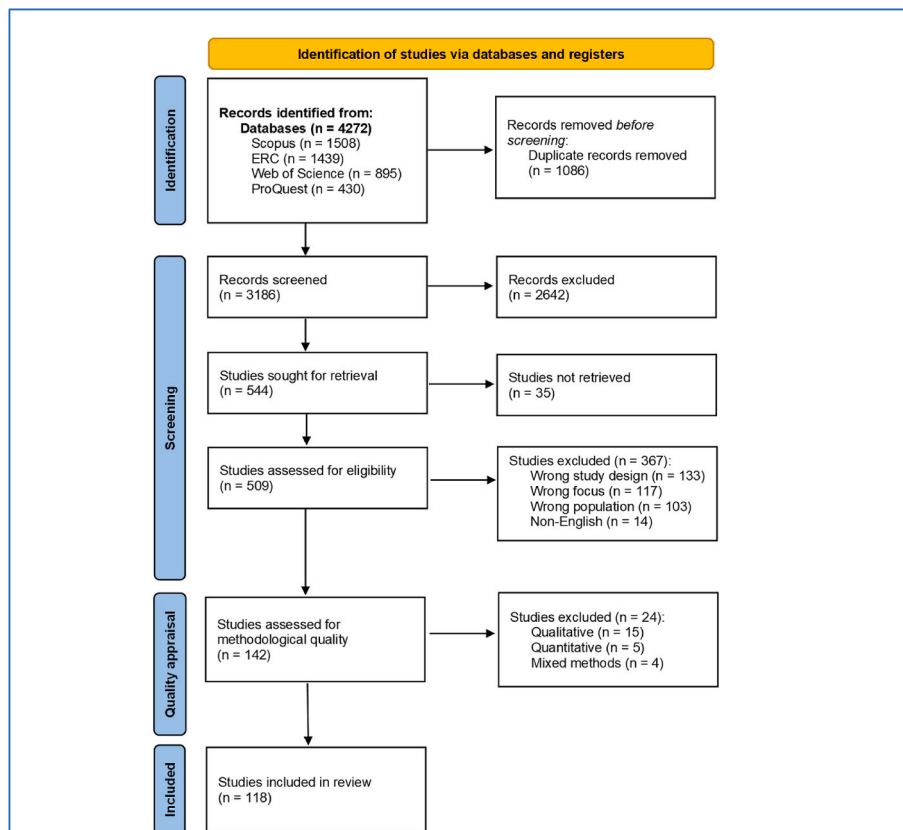 Identification of studies via databases and registers
Identification
Records identified from:
Databases (n = 4272)
Scopus = 1508
ERC = 1439
Web of Science = 895)
ProQuest = 430)
Records removed before
screening:
Duplicate records removed
(n = 1086)
Screening
Records screened
(n = 3186)
Records excluded
(n = 2642)
Studies sought for retrieval
(n = 544)
Studies not retrieved
(n = 35)
Studies assessed for eligibility
(n = 509)
Studies excluded (n = 367):
Wrong study design (n = 133)
Wrong focus (n = 117)
Wrong population (n = 103)
Non-English (n = 14)
Quality appraisal
Studies assessed for
methodological quality
(n = 142)
Studies excluded (n = 24):
Qualitative (n = 15)
Quantitative (n = 5)
Mixed methods (n = 4)
Included
Studies included in review
(n = 118)